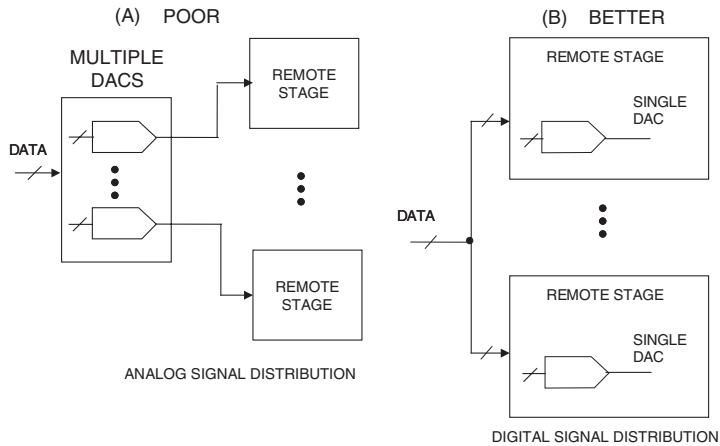 (A) POOR
MULTIPLE
DACS
DATA
REMOTE
STAGE
REMOTE
STAGE
ANALOG SIGNAL DISTRIBUTION
(B) BETTER
REMOTE STAGE
SINGLE
DAC
DATA
REMOTE STAGE
SINGLE
DAC
DIGITAL SIGNAL DISTRIBUTION